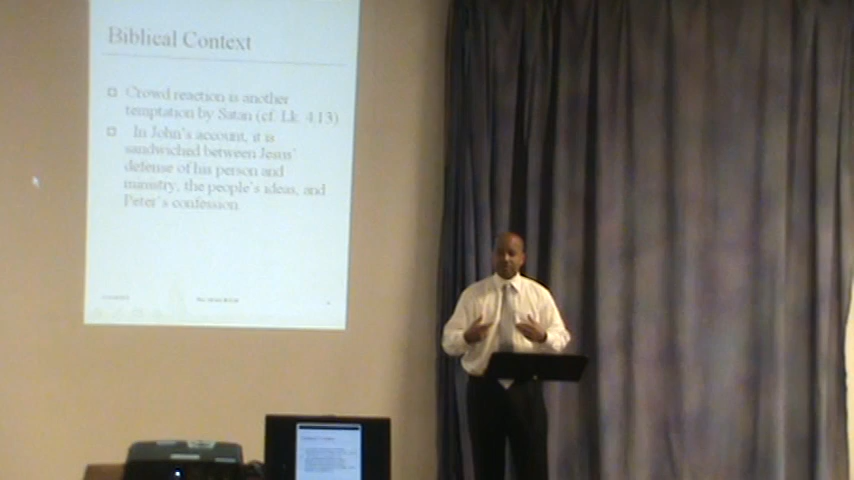 Biblical Context
Crowd reaction is another
temptation by Satan (cf. Lk. 4:13)
In John's account, it is
sandwiched between Jesus'
defense of his person and
ministry, the people's ideas, and
Peter's confession